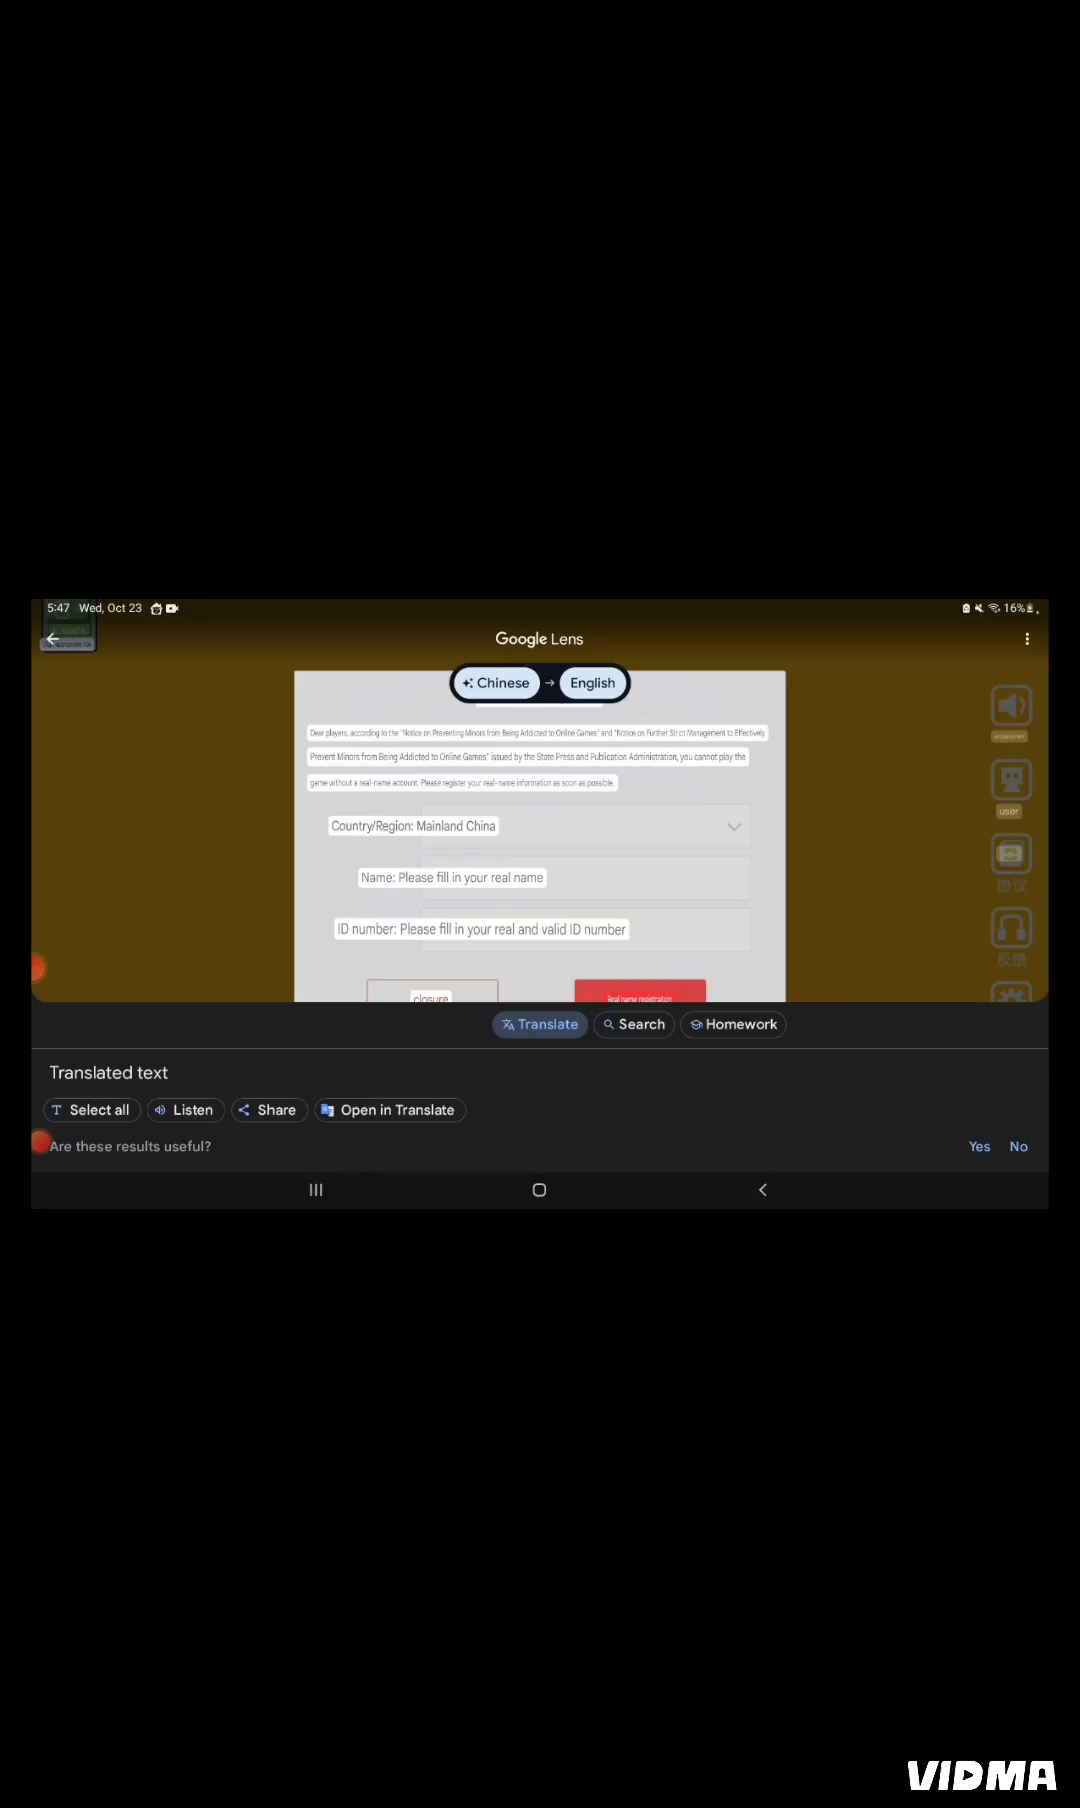 5:47 Wed, Oct 23
16%
Google Lens
Chinese → English
Dear players, according to the "Notice on Preventing Minors from Being Addicted to Online Games" and "Notice on Further Strict Management to Effectively
Prevent Minors from Being Addicted to Online Games" issued by the State Press and Publication Administration, you cannot play the
game without a real-name account. Please register your real-name information as soon as possible.
Country/Region: Mainland China
Name: Please fill in your real name
ID number: Please fill in your real and valid ID number
closure
Real name registration
user
协议
反馈
Translate
Search
Homework
Translated text
Select all
Listen
Share
Open in Translate
Are these results useful?
Yes
No
VIDMA